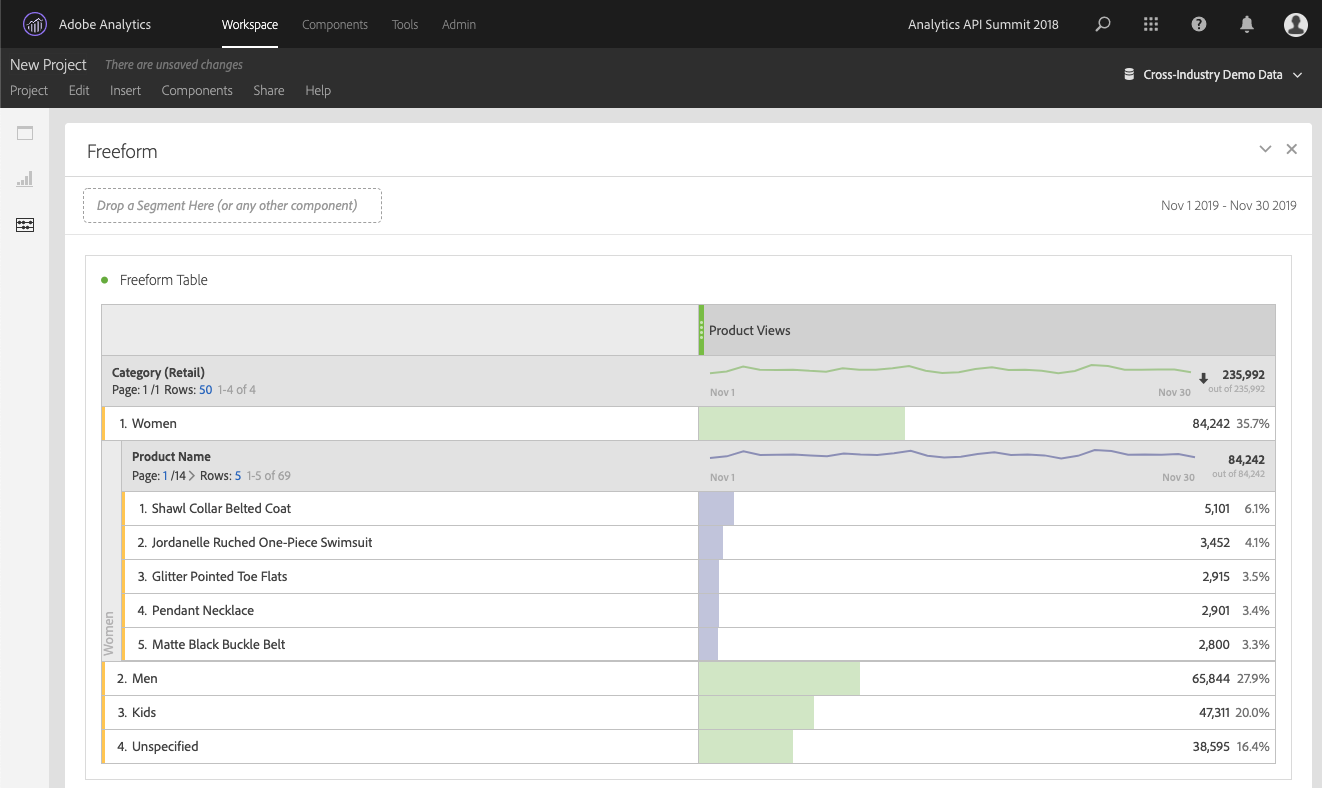 Adobe Analytics Workspace Components Tools Admin Analytics API Summit 2018
New Project There are unsaved changes
Cross-Industry Demo Data
Project Edit Insert Components Share Help
Freeform
Drop a Segment Here (or any other component) Nov 1 2019 - Nov 30 2019
Freeform Table
Product Views
Category (Retail) 235,992
Page: 1 /1 Rows: 50 1-4 of 4 out of 235,992
Nov 1 Nov 30
1. Women 84,242 35.7%
Product Name 84,242
Page: 1 /14 > Rows: 5 1-5 of 69 out of 84,242
Nov 1 Nov 30
1. Shawl Collar Belted Coat 5,101 6.1%
2. Jordanelle Ruched One-Piece Swimsuit 3,452 4.1%
3. Glitter Pointed Toe Flats 2,915 3.5%
4. Pendant Necklace 2,901 3.4%
5. Matte Black Buckle Belt 2,800 3.3%
Women
2. Men 65,844 27.9%
3. Kids 47,311 20.0%
4. Unspecified 38,595 16.4%